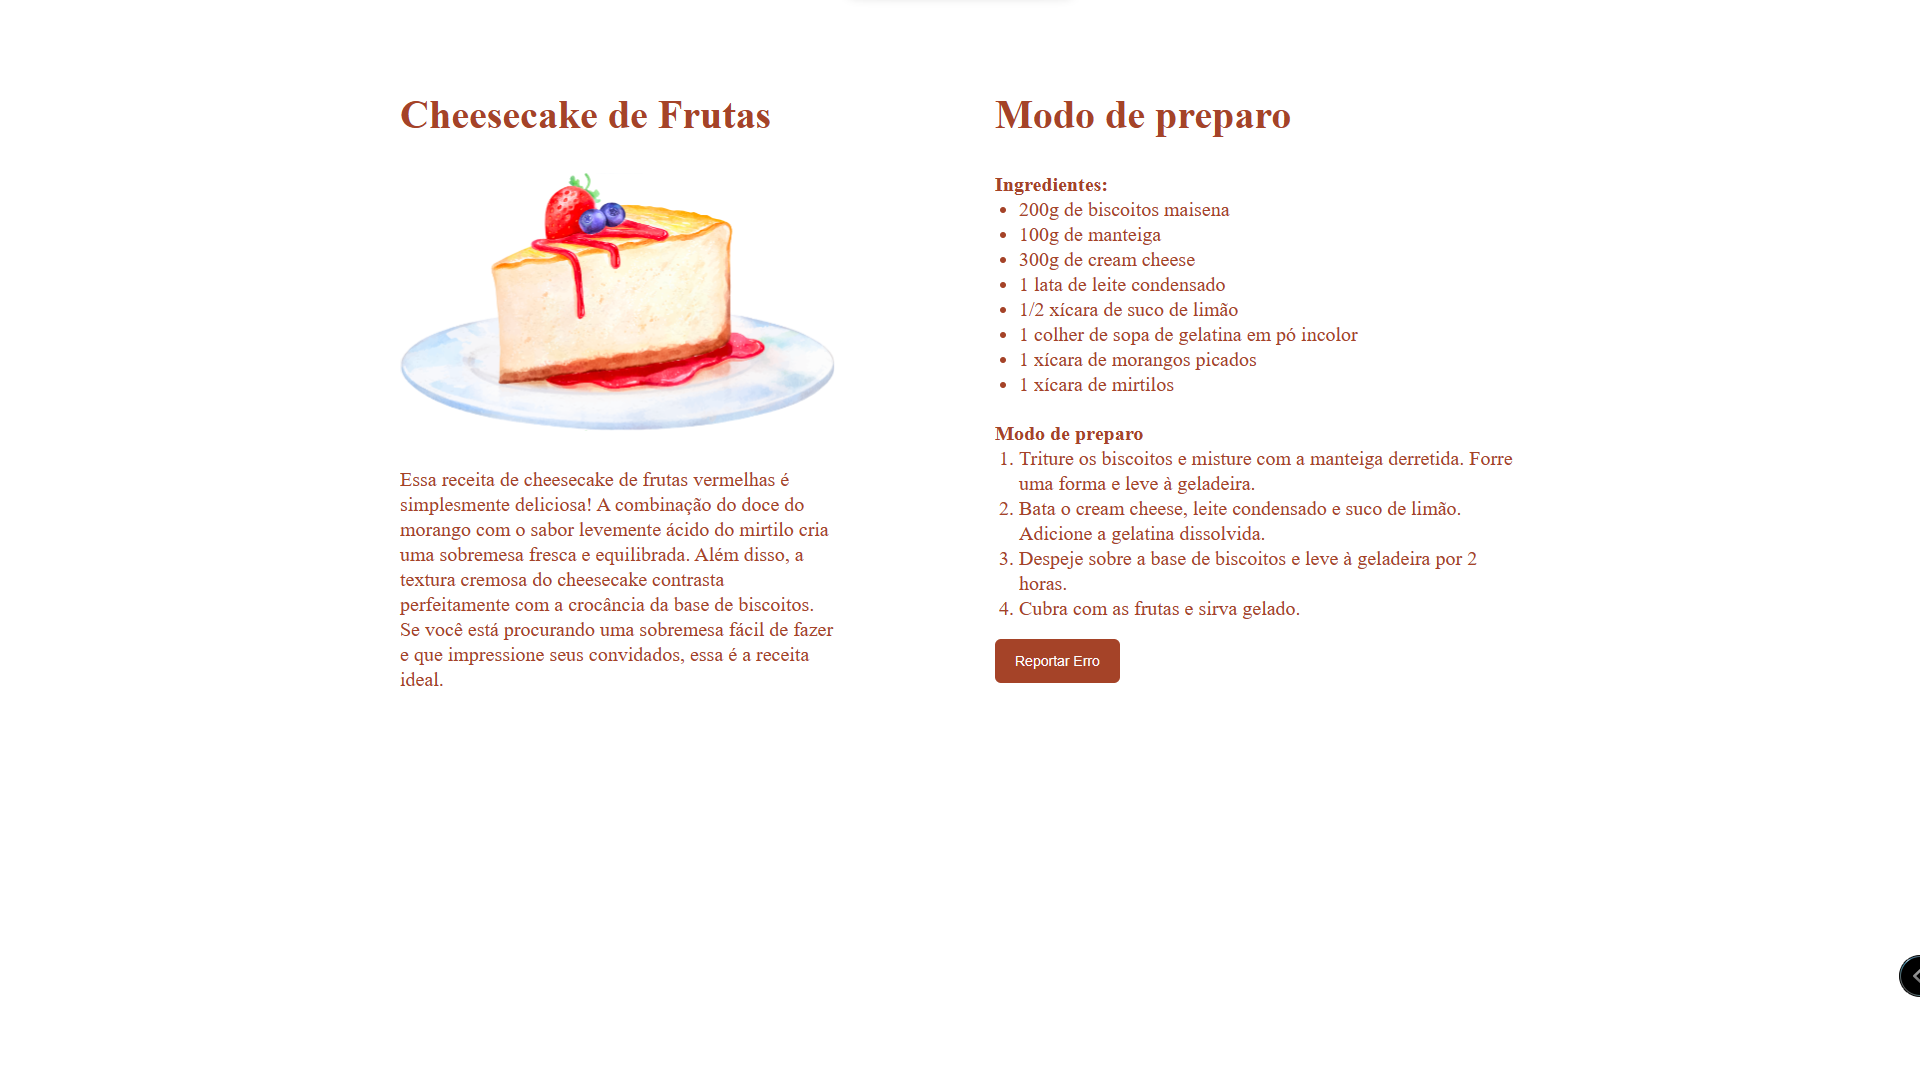 Cheesecake de Frutas
Essa receita de cheesecake de frutas vermelhas é
simplesmente deliciosa! A combinação do doce do
morango com o sabor levemente ácido do mirtilo cria
uma sobremesa fresca e equilibrada. Além disso, a
textura cremosa do cheesecake contrasta
perfeitamente com a crocância da base de biscoitos.
Se você está procurando uma sobremesa fácil de fazer
e que impressione seus convidados, essa é a receita
ideal.
Modo de preparo
Ingredientes:
• 200g de biscoitos maisena
• 100g de manteiga
• 300g de cream cheese
• 1 lata de leite condensado
• 1/2 xícara de suco de limão
• 1 colher de sopa de gelatina em pó incolor
• 1 xícara de morangos picados
• 1 xícara de mirtilos
Modo de preparo
1. Triture os biscoitos e misture com a manteiga derretida. Forre
uma forma e leve à geladeira.
2. Bata o cream cheese, leite condensado e suco de limão.
Adicione a gelatina dissolvida.
3. Despeje sobre a base de biscoitos e leve à geladeira por 2
horas.
4. Cubra com as frutas e sirva gelado.
Reportar Erro